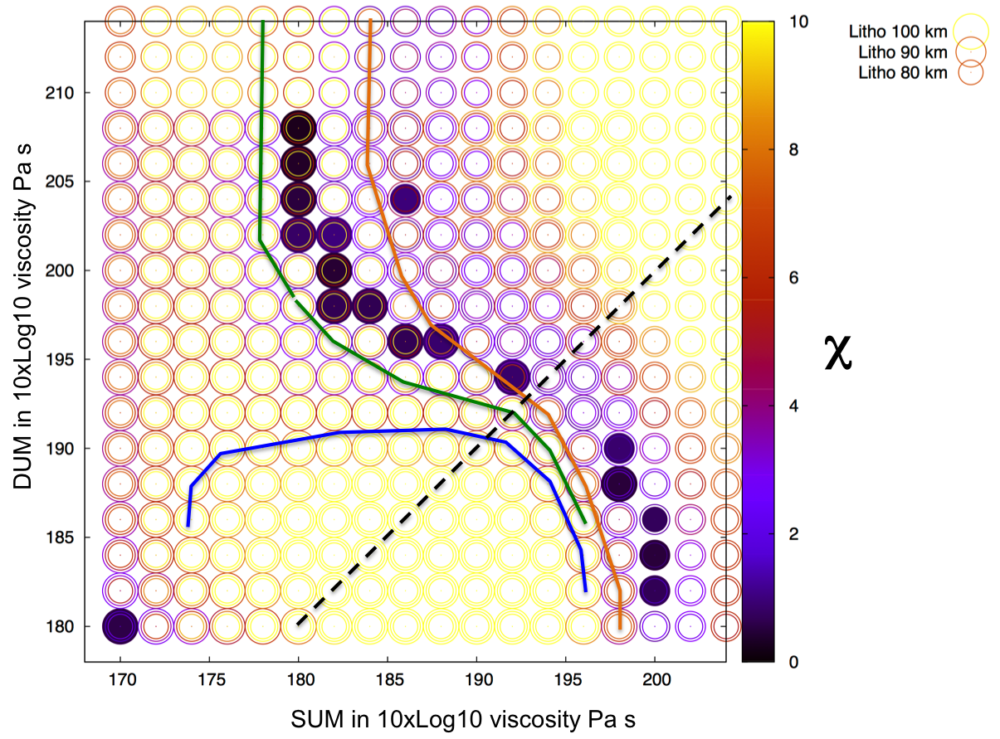 Litho 100 km
Litho 90 km
Litho 80 km
10
8
6
4
2
0
χ
DUM in 10xLog10 viscosity Pa s
210
205
200
195
190
185
180
170 175 180 185 190 195 200
SUM in 10xLog10 viscosity Pa s